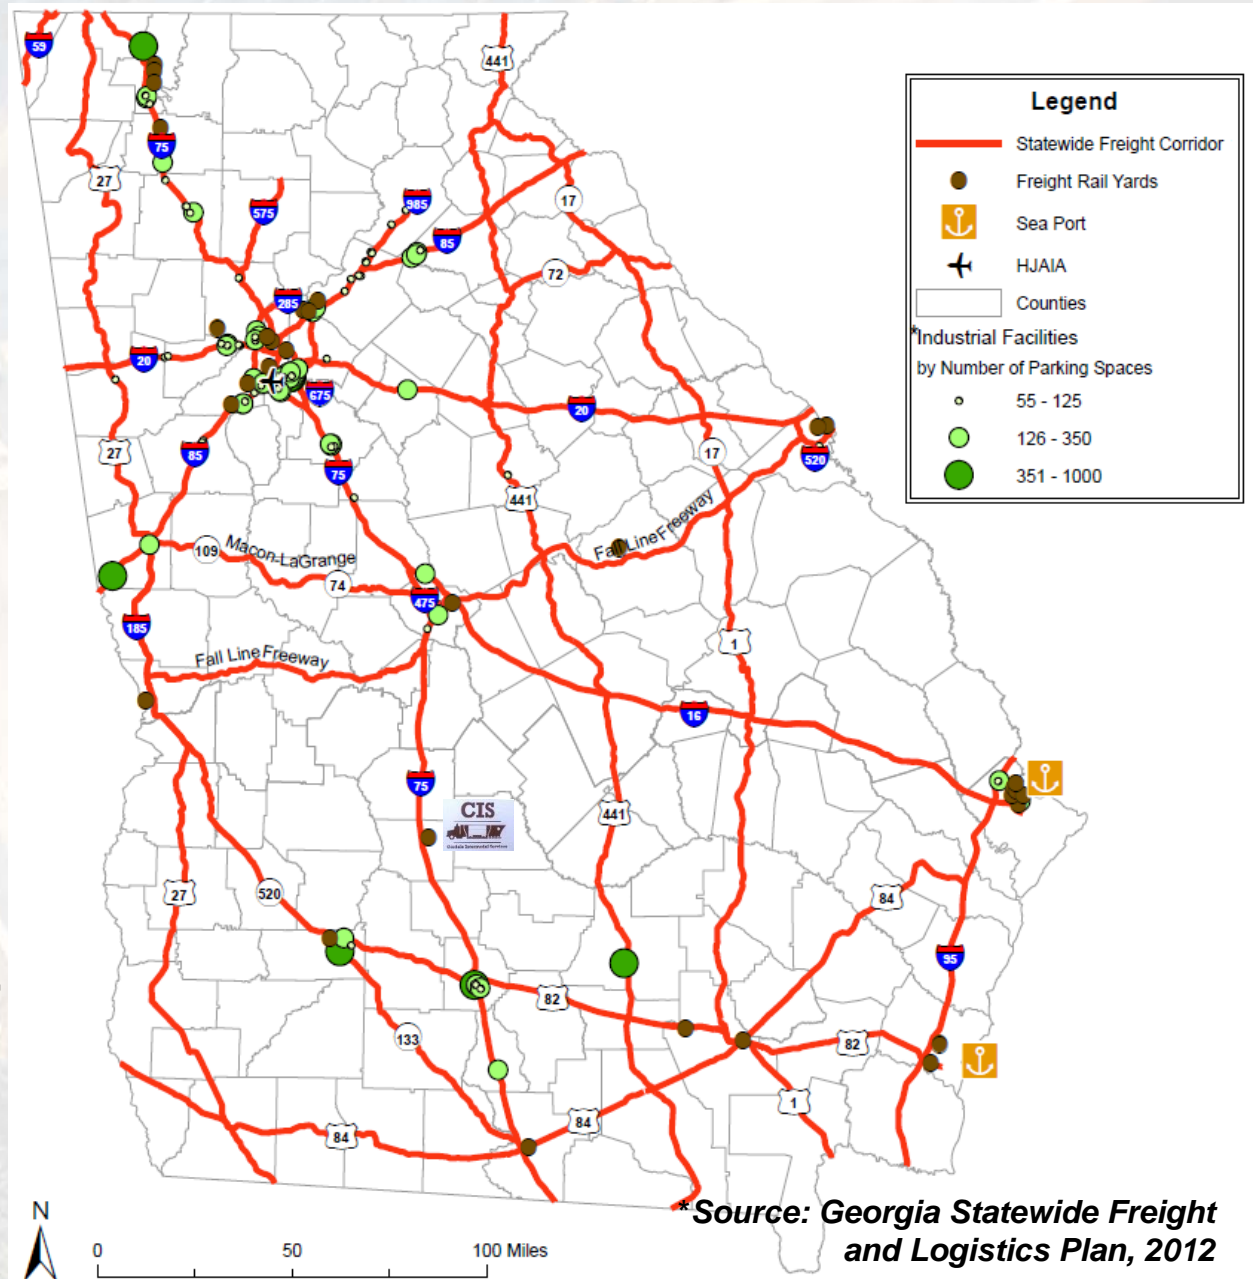 59
441
Legend
Statewide Freight Corridor
75
27
Freight Rail Yards
575
985
17
Sea Port
85
72
HJAIA
285
Counties
*Industrial Facilities
20
by Number of Parking Spaces
675
55 - 125
20
126 - 350
27
85
75
17
520
351 - 1000
441
Fall Line Freeway
109
Macon-LaGrange
74
475
185
1
Fall Line Freeway
16
75
CIS
441
27
520
84
95
82
133
82
1
84
84
N
*Source: Georgia Statewide Freight
and Logistics Plan, 2012
0 50 100 Miles